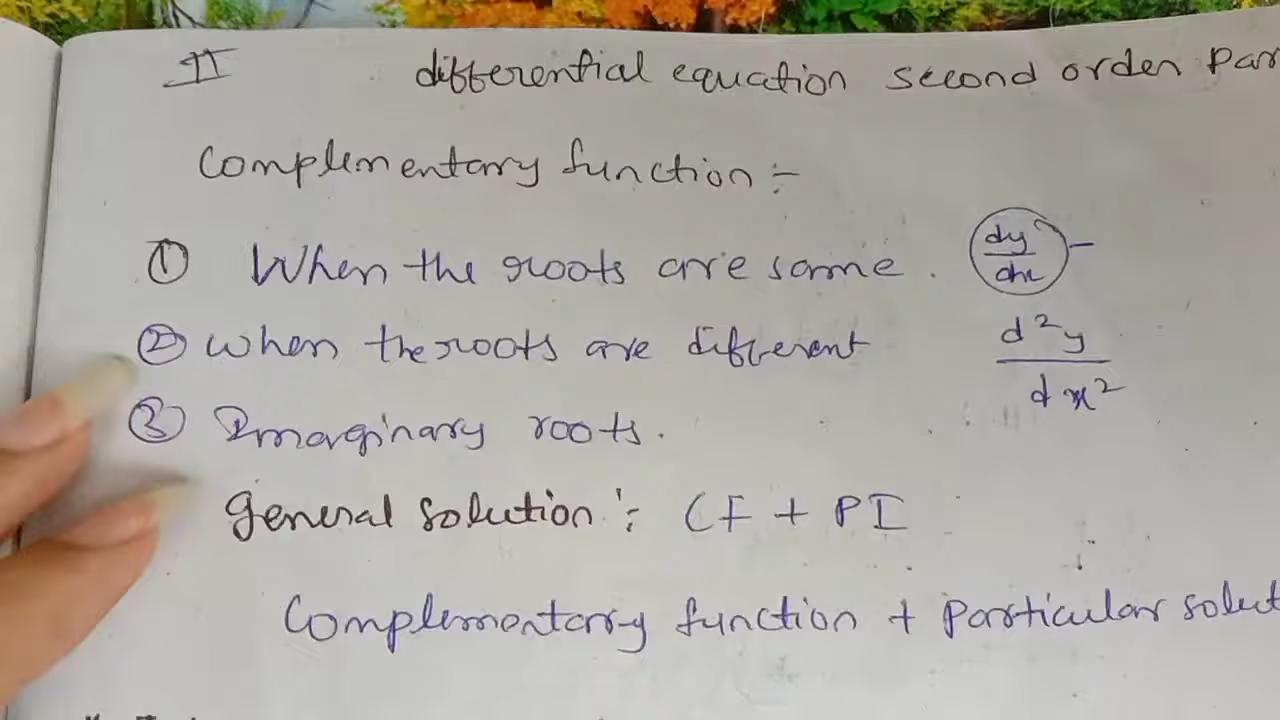 II differential equation second order Par
Complementary function :-
① When the roots are same . dy/dx -
② when the roots are different d²y/dx²
③ Imaginary roots.
general solution :- CF + PI
Complementary function + Particular solut